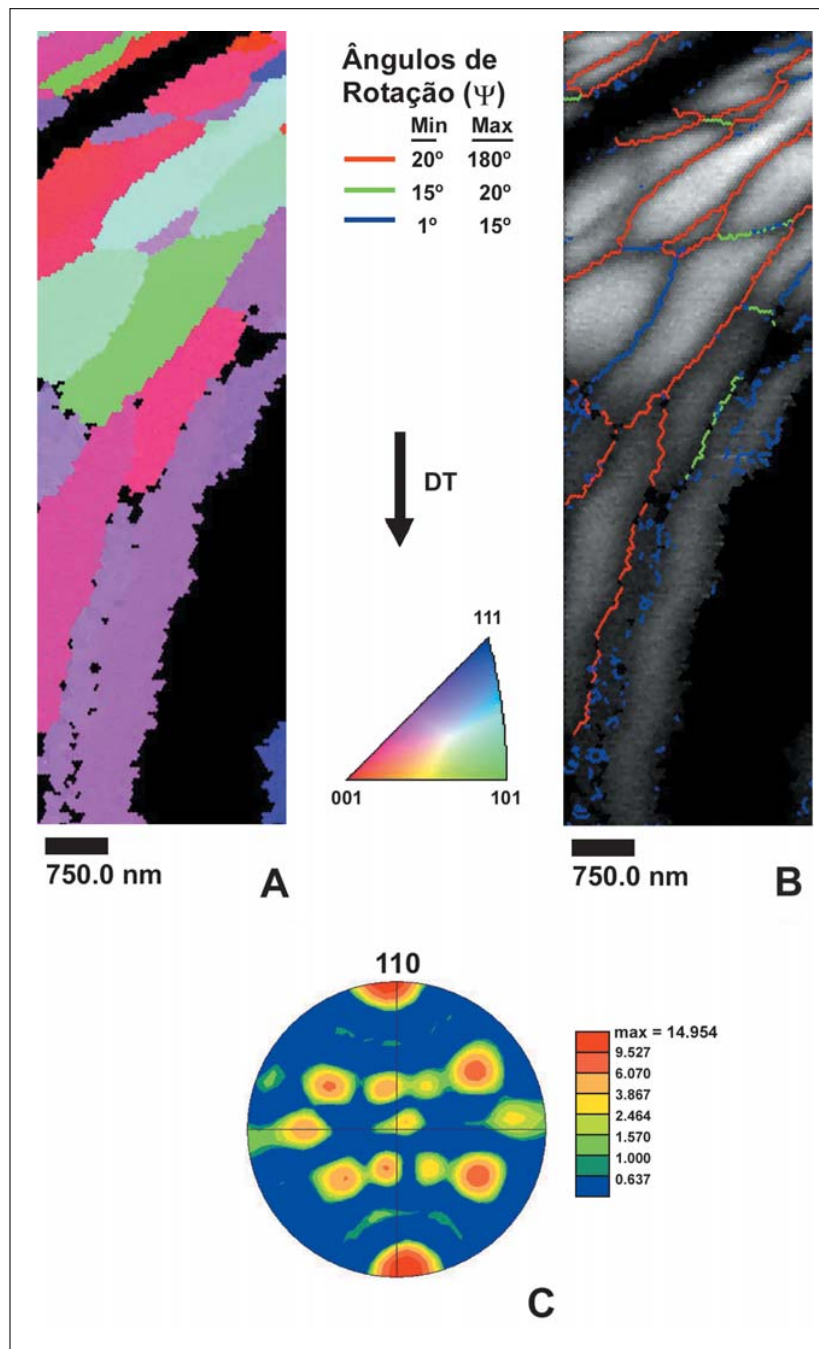 Ângulos de
Rotação (Ψ)
Min Max
20º 180º
15º 20º
1º 15º
DT
111
001 101
750.0 nm
A
750.0 nm
B
110
max = 14.954
9.527
6.070
3.867
2.464
1.570
1.000
0.637
C